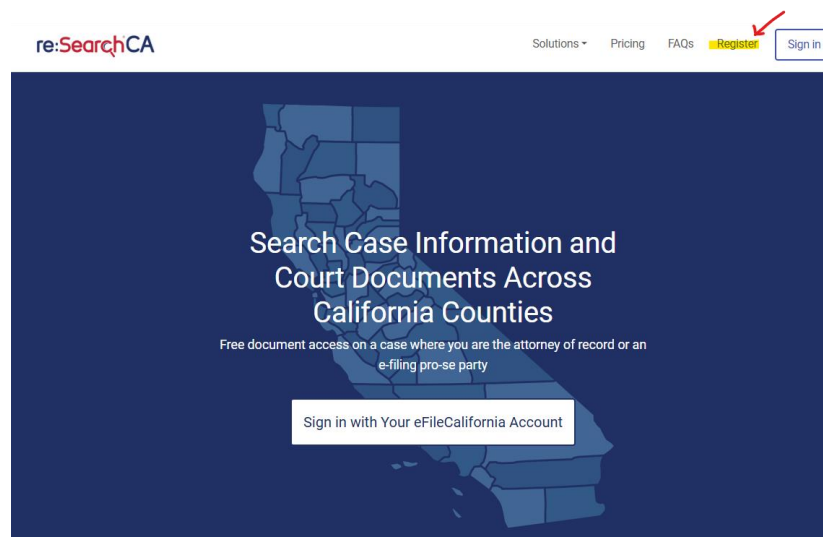 re:SearchCA
Solutions Pricing FAQs Register Sign in
Search Case Information and
Court Documents Across
California Counties
Free document access on a case where you are the attorney of record or an
e-filing pro-se party
Sign in with Your eFileCalifornia Account